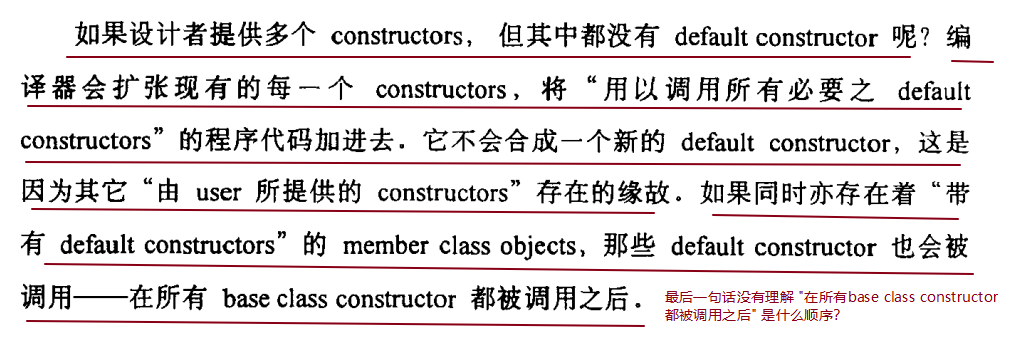 如果设计者提供多个 constructors，但其中都没有 default constructor 呢？编
译器会扩张现有的每一个 constructors，将“用以调用所有必要之 default
constructors”的程序代码加进去．它不会合成一个新的 default constructor，这是
因为其它“由 user 所提供的 constructors”存在的缘故．如果同时亦存在着“带
有 default constructors”的 member class objects，那些 default constructor 也会被
调用——在所有 base class constructor 都被调用之后．
最后一句话没有理解 "在所有base class constructor
都被调用之后" 是什么顺序?